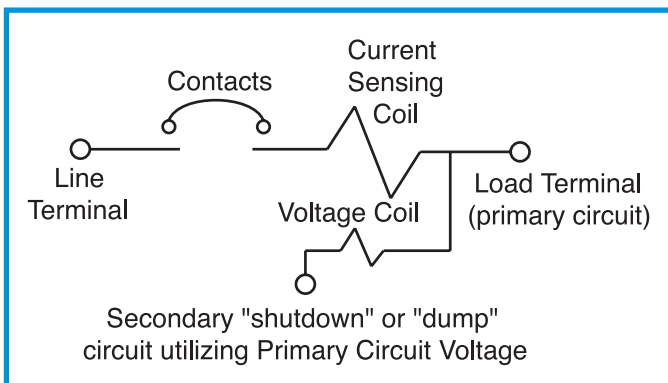 Current
Sensing
Coil
Contacts
Line
Terminal
Load Terminal
(primary circuit)
Voltage Coil
Secondary "shutdown" or "dump"
circuit utilizing Primary Circuit Voltage